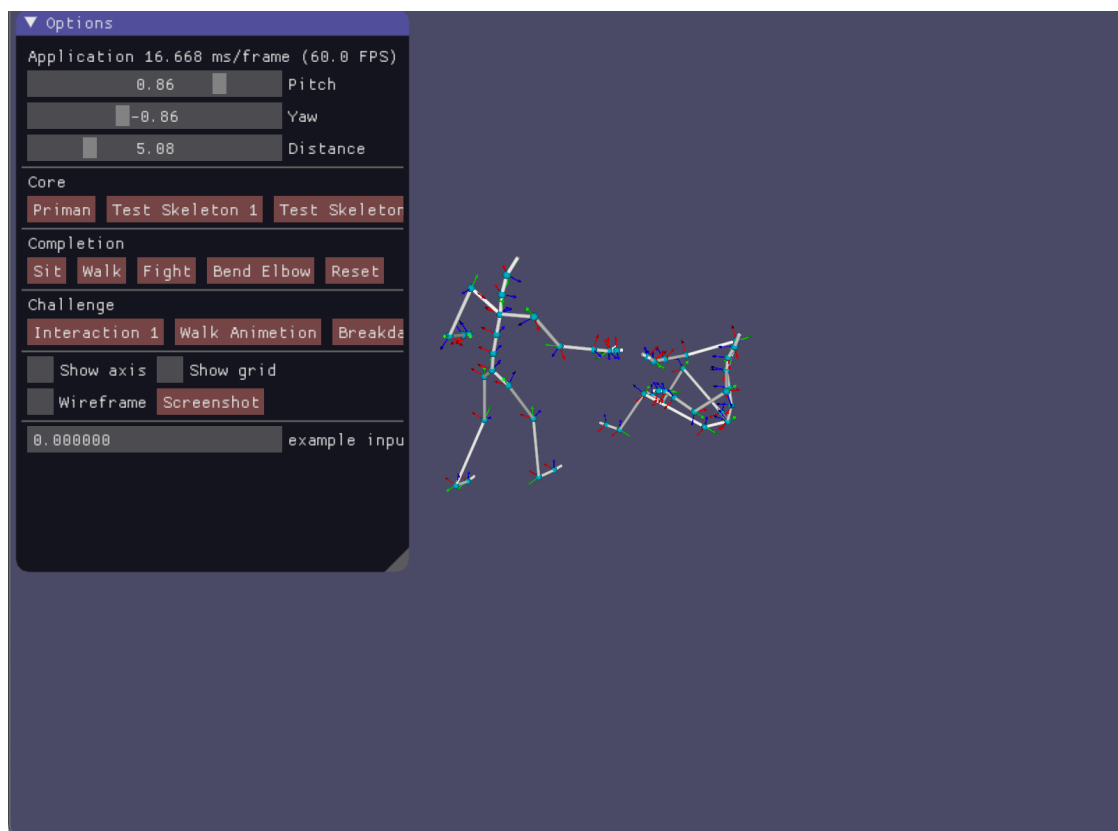 Options
Application 16.668 ms/frame (60.0 FPS)
0.86 Pitch
-0.86 Yaw
5.08 Distance
Core
Priman Test Skeleton 1 Test Skeleton
Completion
Sit Walk Fight Bend Elbow Reset
Challenge
Interaction 1 Walk Animetion Breakda
Show axis Show grid
Wireframe Screenshot
0.000000 example inpu